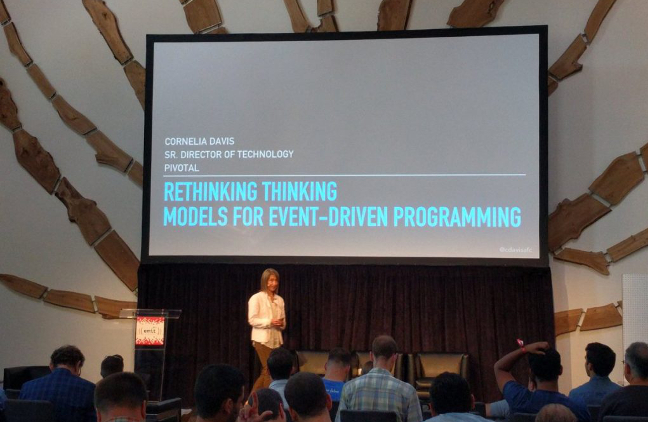 CORNELIA DAVIS
SR. DIRECTOR OF TECHNOLOGY
PIVOTAL
RETHINKING THINKING
MODELS FOR EVENT-DRIVEN PROGRAMMING